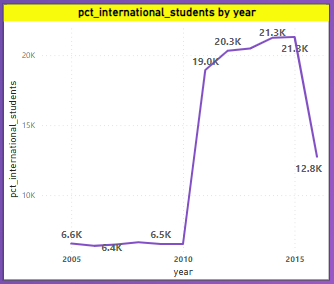 pct_international_students by year
pct_international_students
20K
15K
10K
6.6K
6.4K
6.5K
19.0K
20.3K
21.3K
21.3K
12.8K
2005
2010
2015
year